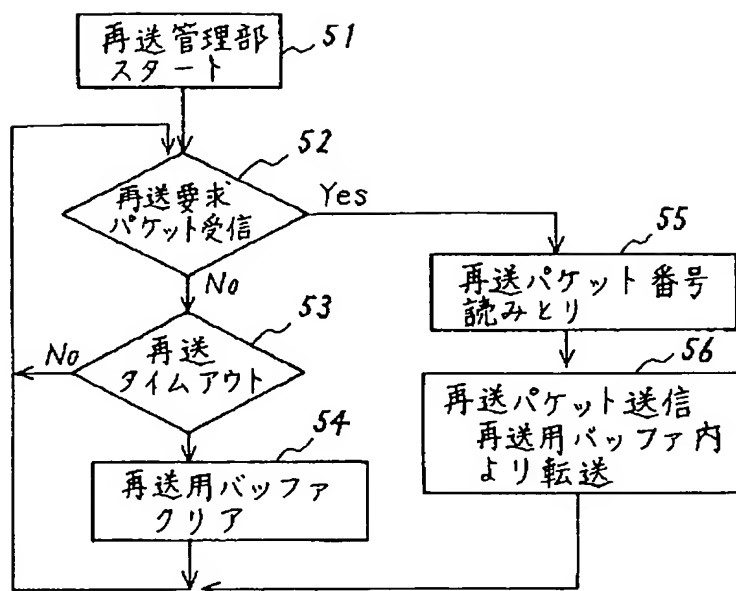 再送管理部
スタート
51
52
再送要求
パケット受信
Yes
No
53
再送
タイムアウト
No
54
再送用バッファ
クリア
55
再送パケット番号
読みとり
56
再送パケット送信
再送用バッファ内
より転送